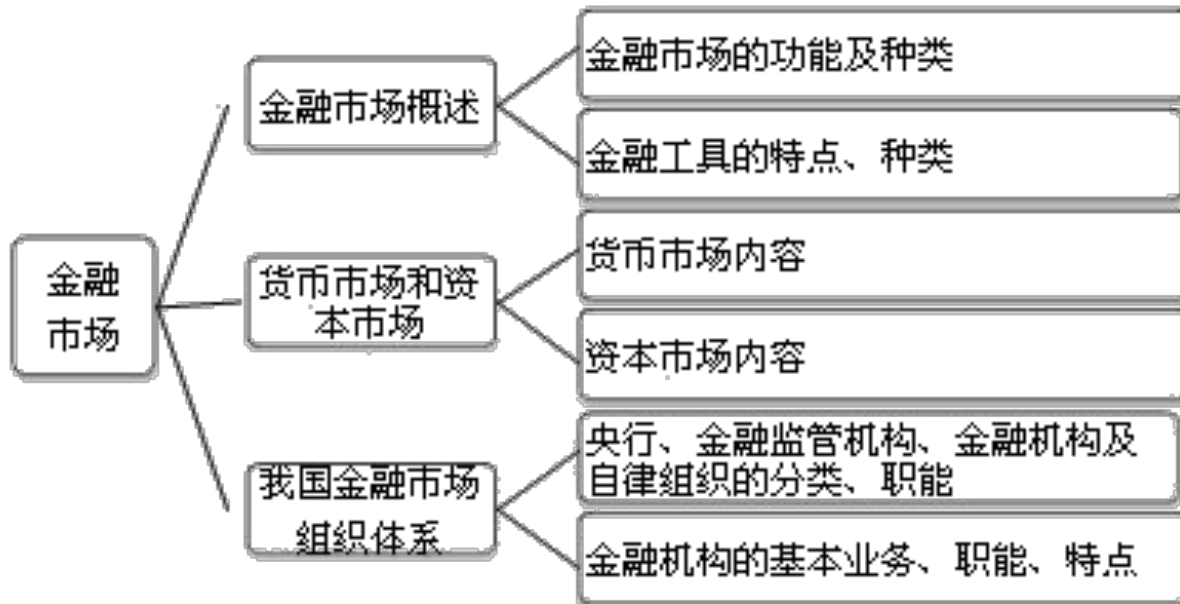 金融
市场
金融市场概述
金融市场的功能及种类
金融工具的特点、种类
货币市场和资
本市场
货币市场内容
资本市场内容
我国金融市场
组织体系
央行、金融监管机构、金融机构及
自律组织的分类、职能
金融机构的基本业务、职能、特点